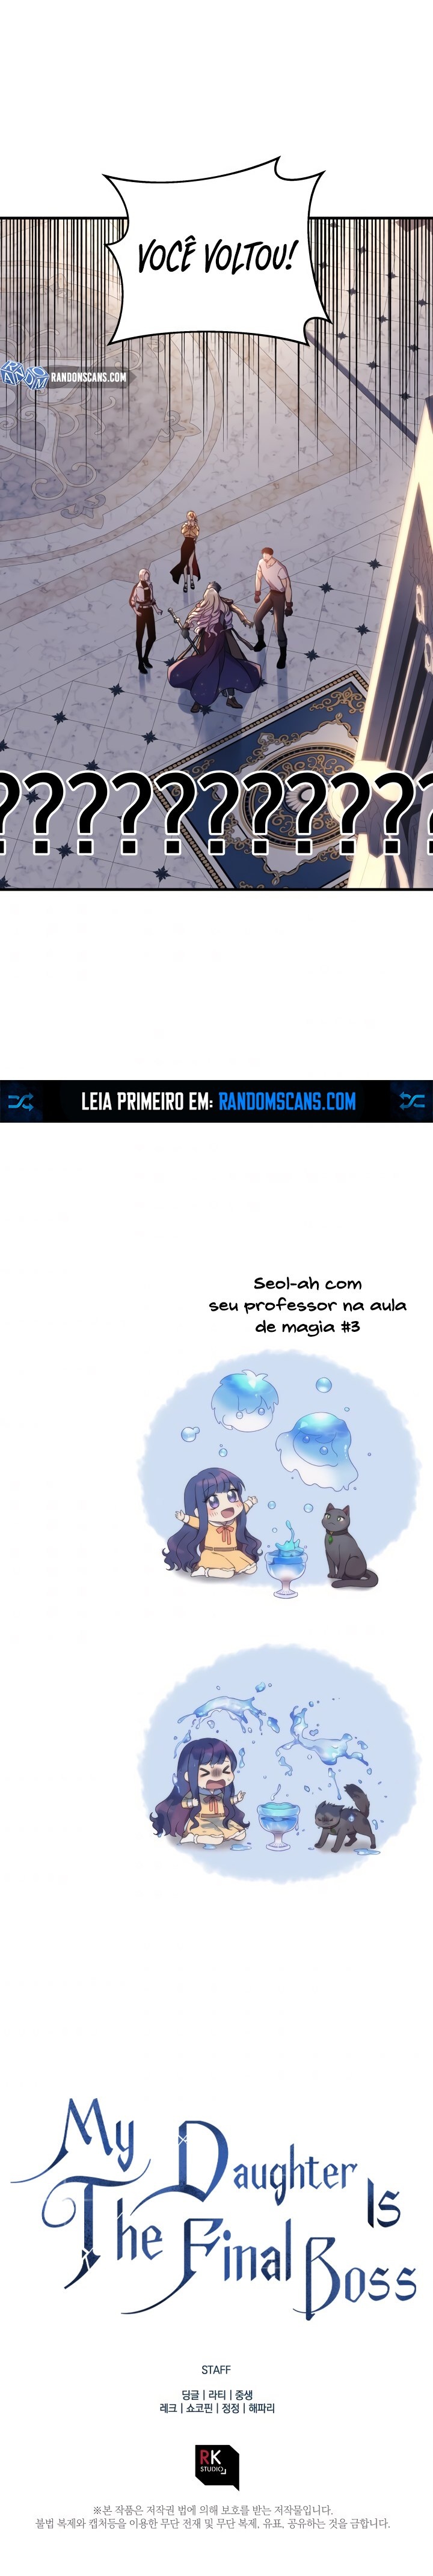 VOCÊ VOLTOU!
RANDOM
RANDONSCANS.COM
????????????
LEIA PRIMEIRO EM: RANDOMSCANS.COM
Seol-ah com
seu professor na aula
de magia #3
My Daughter Is
The Final Boss
STAFF
딩글 | 라티 | 중생
레크 | 쇼코핀 | 정정 | 해파리
RK
STUDIO
※본 작품은 저작권 법에 의해 보호를 받는 저작물입니다.
불법 복제와 캡처등을 이용한 무단 전재 및 무단 복제, 유포, 공유하는 것을 금합니다.